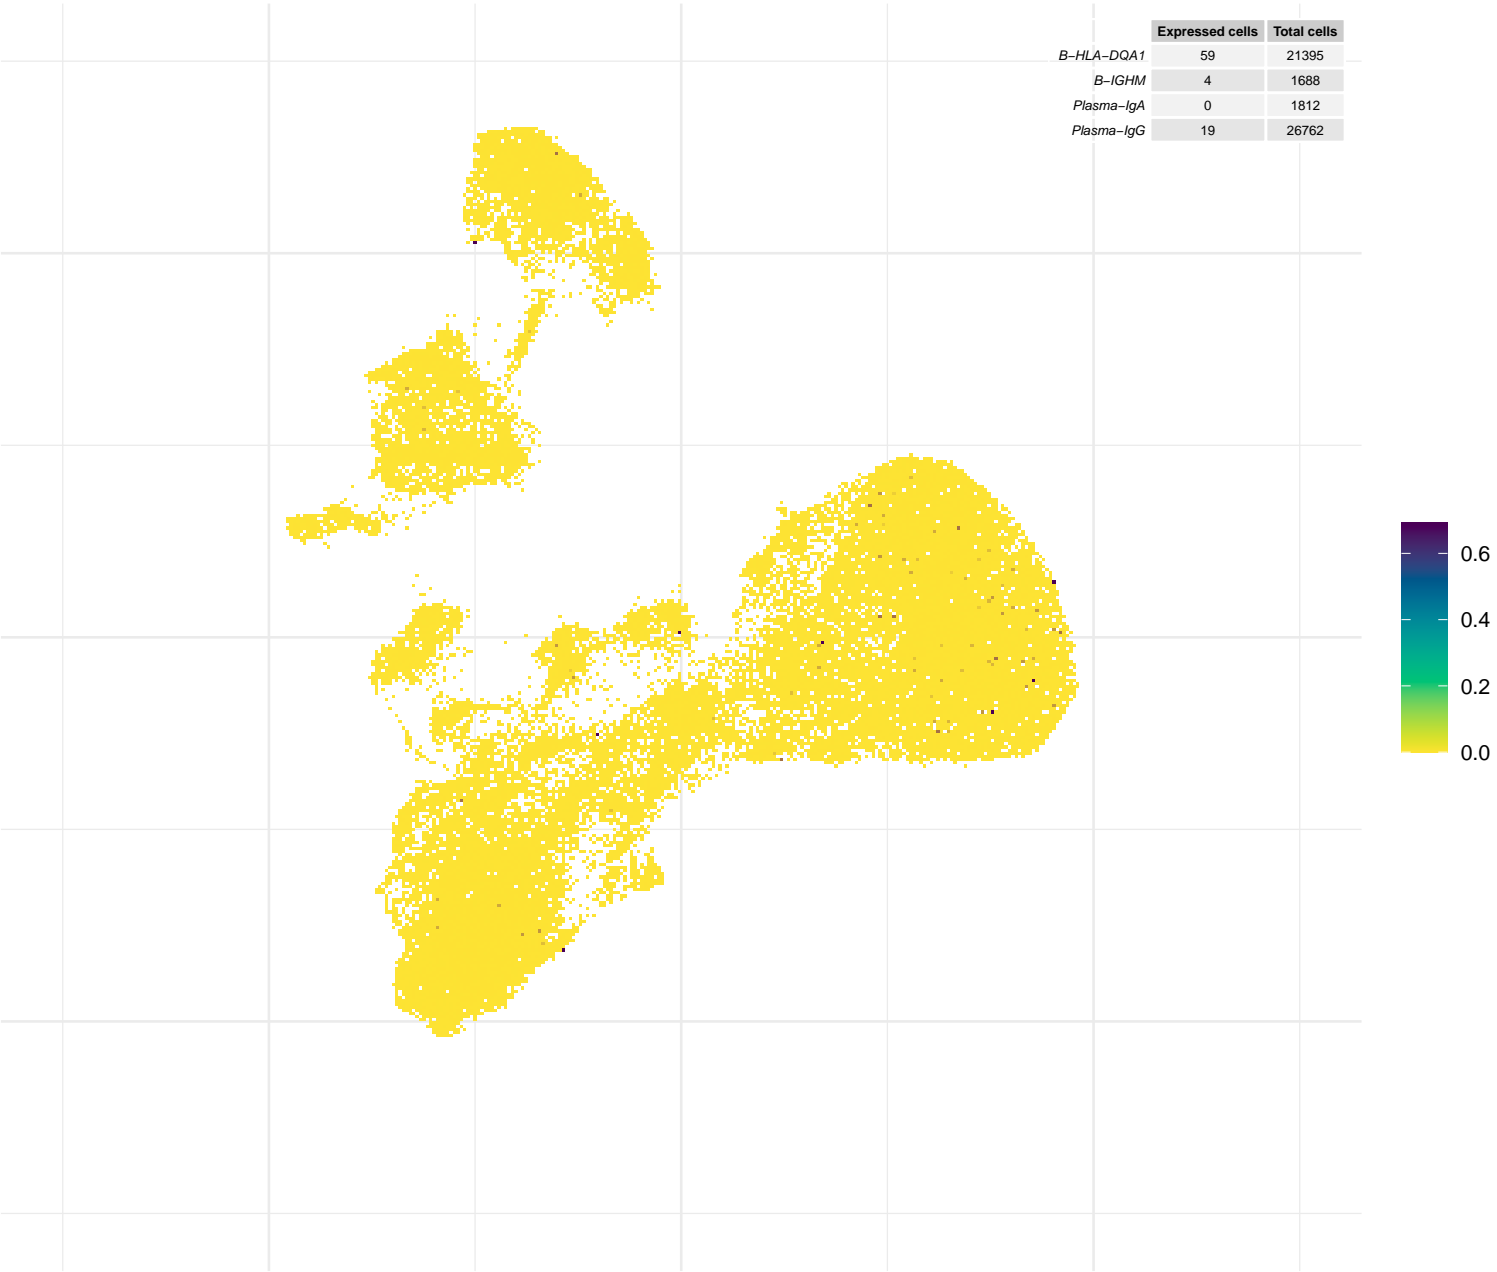 Expressed cells Total cells
B−HLA−DQA1 59 21395
B−IGHM 4 1688
Plasma−IgA 0 1812
Plasma−IgG 19 26762
0.6
0.4
0.2
0.0